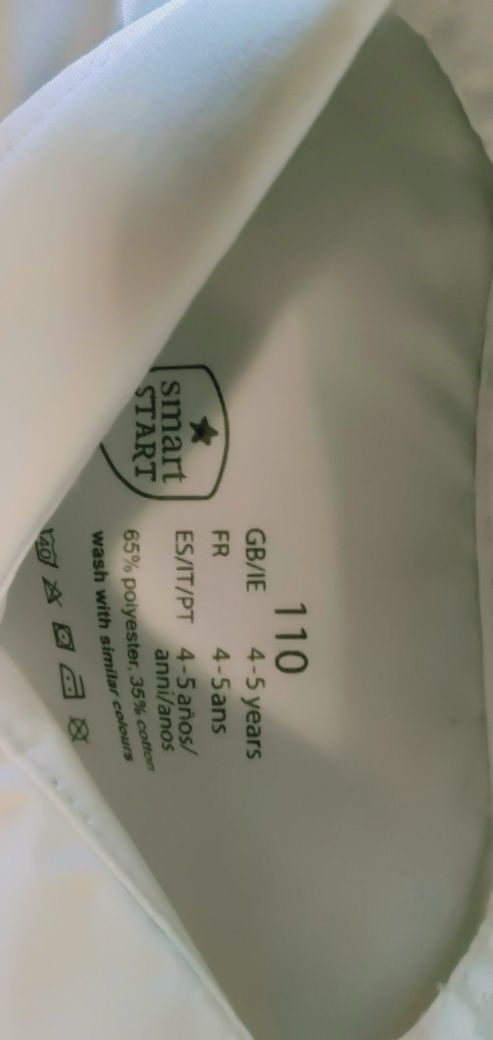 smart
START
110
GB/IE 4-5 years
FR 4-5 ans
ES/IT/PT 4-5 años/
anni/anos
65% polyester, 35% cotton
wash with similar colours
40